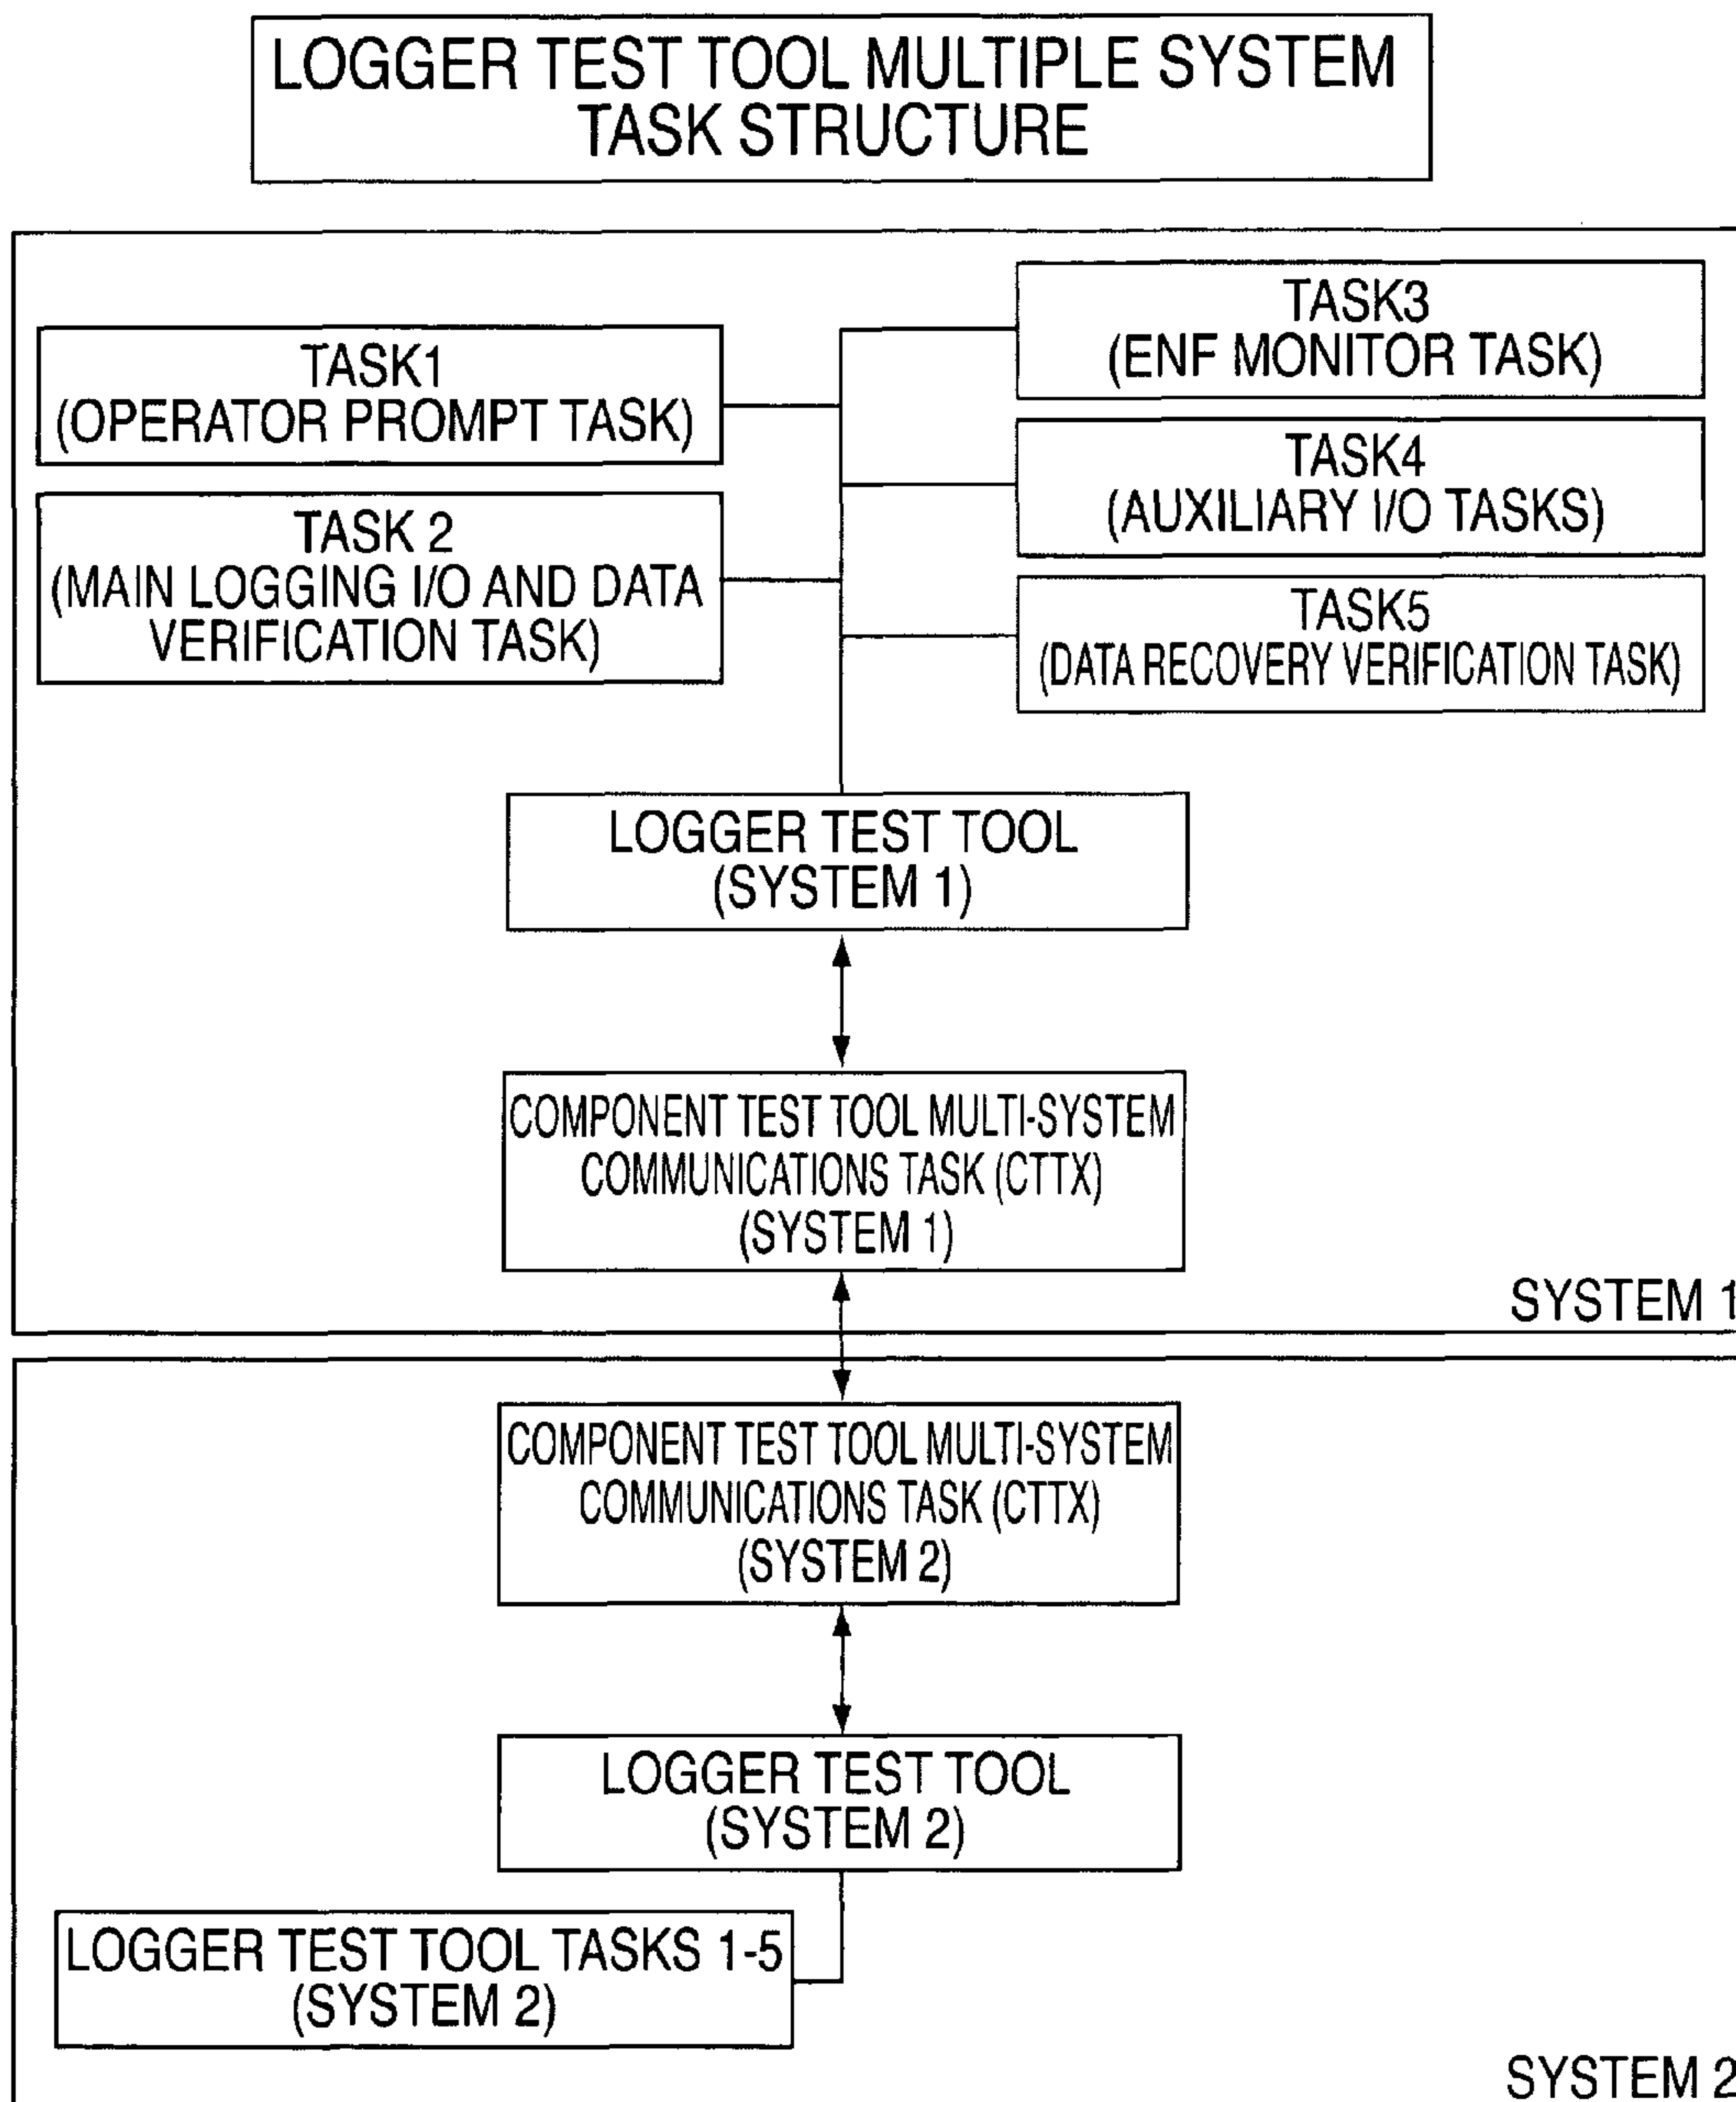 LOGGER TEST TOOL MULTIPLE SYSTEM
TASK STRUCTURE
TASK1
(OPERATOR PROMPT TASK)
TASK 2
(MAIN LOGGING I/O AND DATA
VERIFICATION TASK)
TASK3
(ENF MONITOR TASK)
TASK4
(AUXILIARY I/O TASKS)
TASK5
(DATA RECOVERY VERIFICATION TASK)
LOGGER TEST TOOL
(SYSTEM 1)
COMPONENT TEST TOOL MULTI-SYSTEM
COMMUNICATIONS TASK (CTTX)
(SYSTEM 1)
SYSTEM 1
COMPONENT TEST TOOL MULTI-SYSTEM
COMMUNICATIONS TASK (CTTX)
(SYSTEM 2)
LOGGER TEST TOOL
(SYSTEM 2)
LOGGER TEST TOOL TASKS 1-5
(SYSTEM 2)
SYSTEM 2